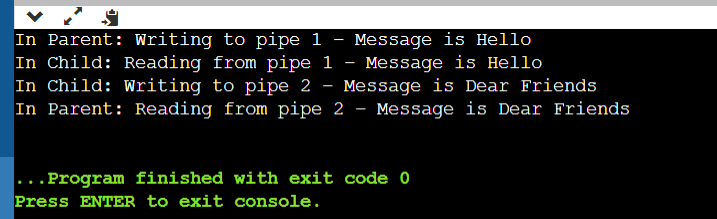 In Parent: Writing to pipe 1 – Message is Hello
In Child: Reading from pipe 1 – Message is Hello
In Child: Writing to pipe 2 – Message is Dear Friends
In Parent: Reading from pipe 2 – Message is Dear Friends
...Program finished with exit code 0
Press ENTER to exit console.